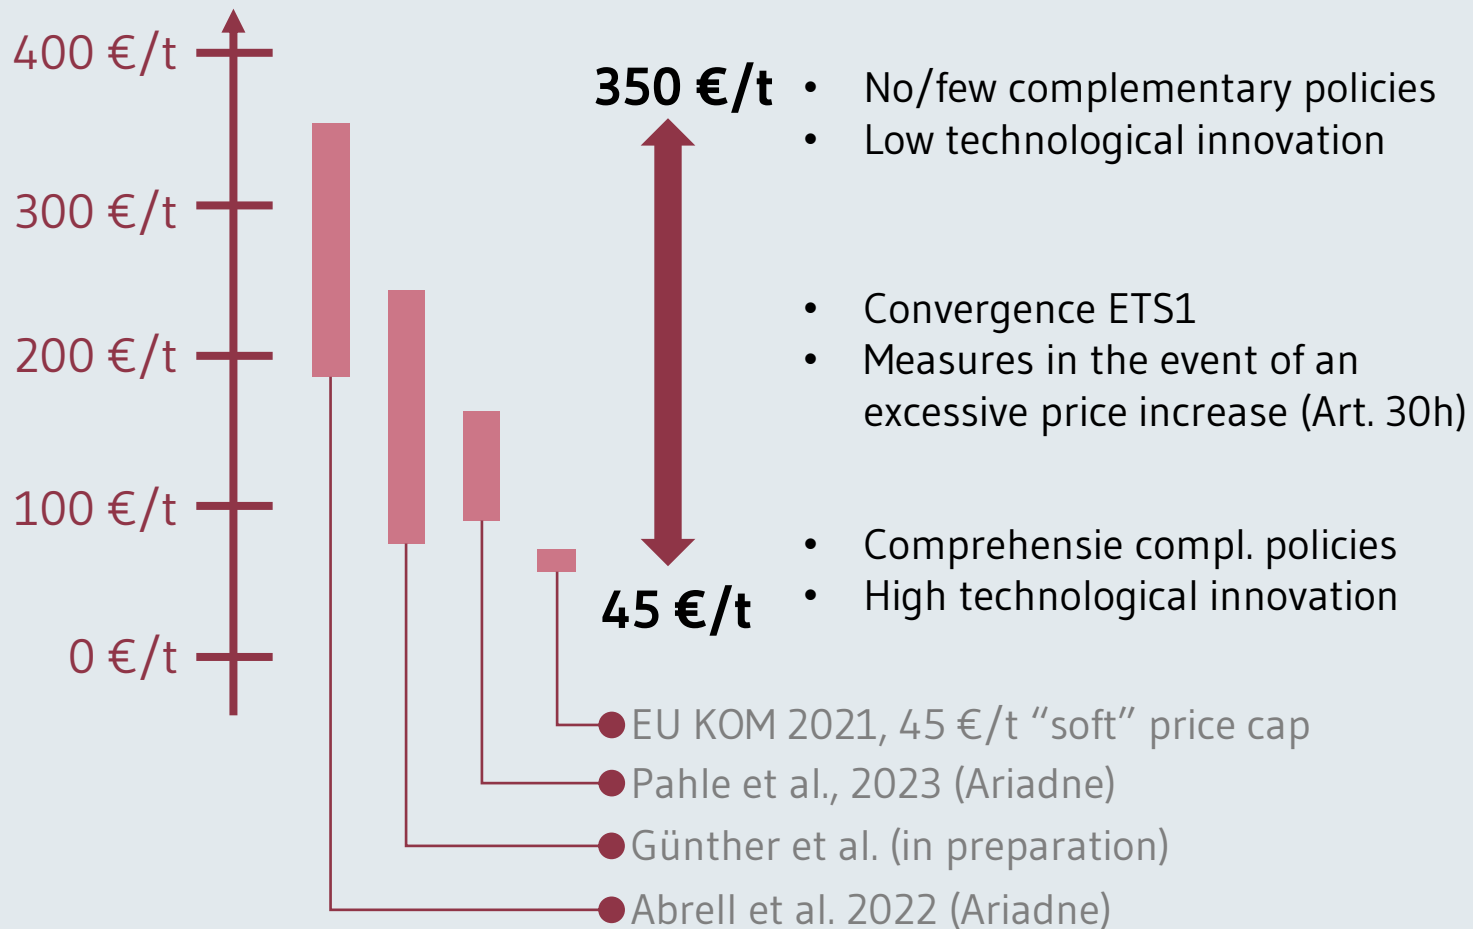 400 €/t
300 €/t
200 €/t
100 €/t
0 €/t
350 €/t
• No/few complementary policies
• Low technological innovation
• Convergence ETS1
• Measures in the event of an
excessive price increase (Art. 30h)
• Comprehensie compl. policies
• High technological innovation
45 €/t
EU KOM 2021, 45 €/t “soft” price cap
Pahle et al., 2023 (Ariadne)
Günther et al. (in preparation)
Abrell et al. 2022 (Ariadne)